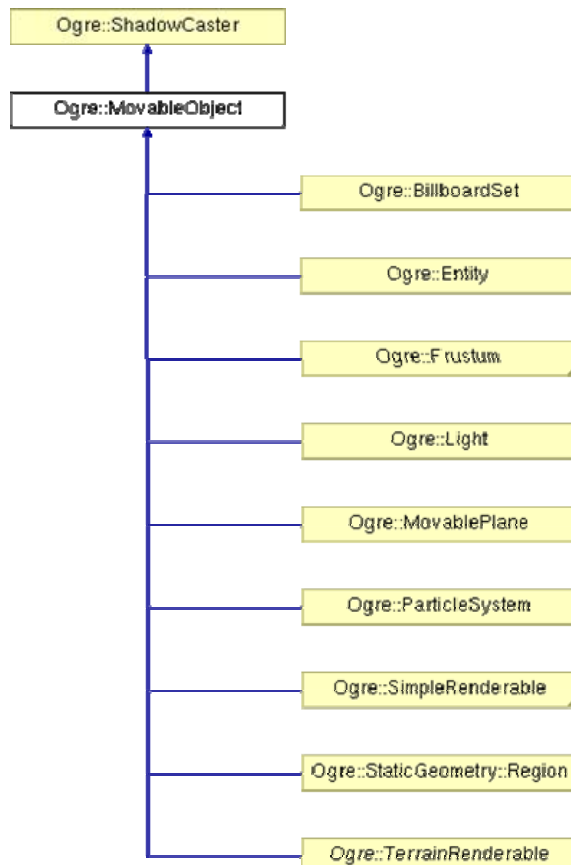 Ogre::ShadowCaster
Ogre::MovableObject
Ogre::BillboardSet
Ogre::Entity
Ogre::Frustum
Ogre::Light
Ogre::MovablePlane
Ogre::ParticleSystem
Ogre::SimpleRenderable
Ogre::StaticGeometry::Region
Ogre::TerrainRenderable